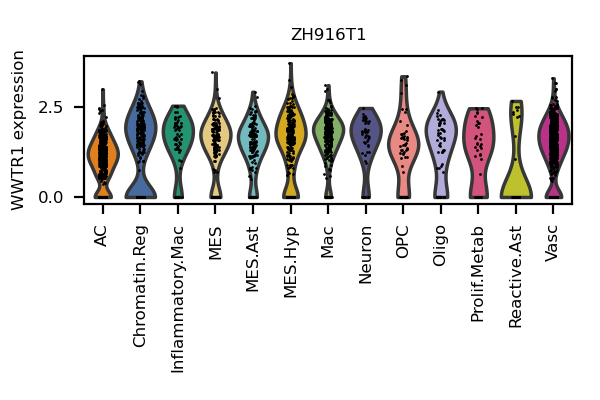 ZH916T1
WWTR1 expression
2.5
0.0
AC
Chromatin.Reg
Inflammatory.Mac
MES
MES.Ast
MES.Hyp
Mac
Neuron
OPC
Oligo
Prolif.Metab
Reactive.Ast
Vasc